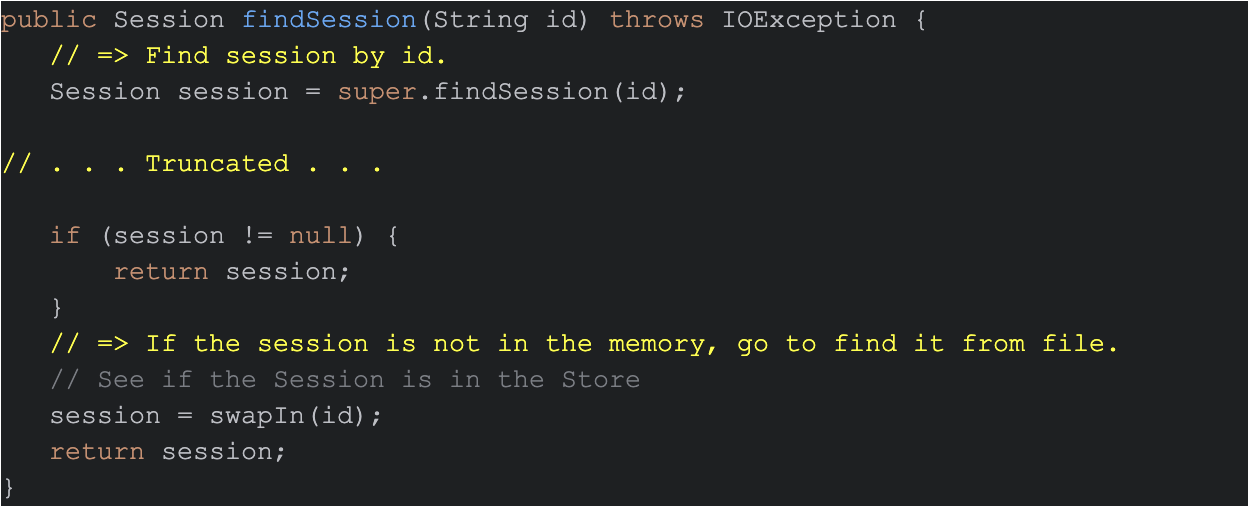 public Session findSession(String id) throws IOException {
// => Find session by id.
Session session = super.findSession(id);
// . . . Truncated . . .
if (session != null) {
return session;
}
// => If the session is not in the memory, go to find it from file.
// See if the Session is in the Store
session = swapIn(id);
return session;
}